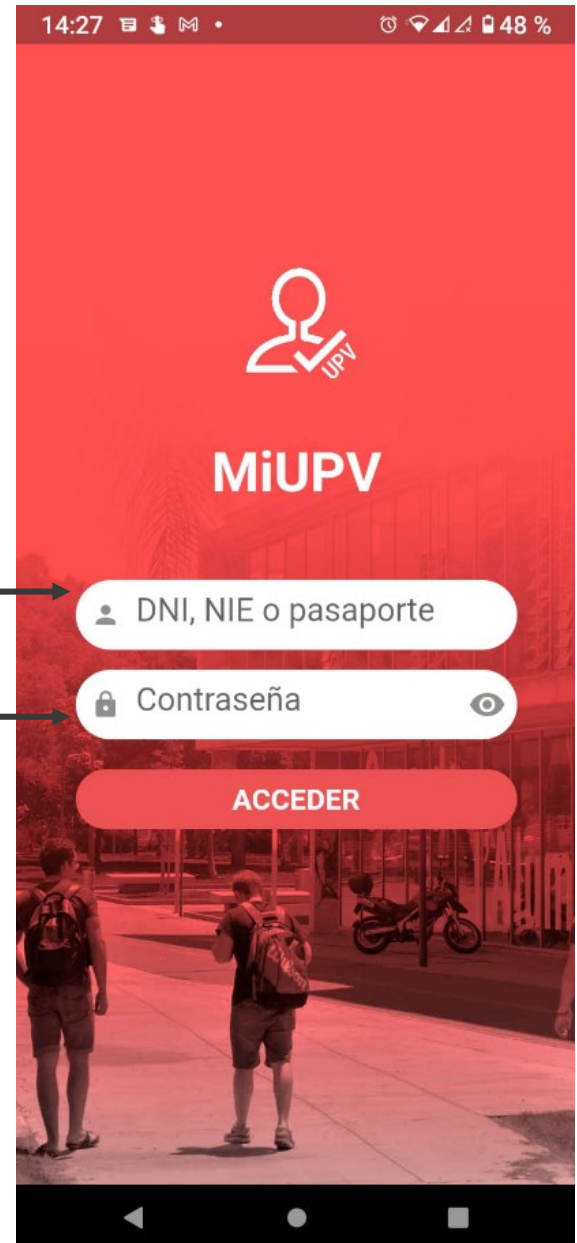 14:27
48 %
UPV
MiUPV
DNI, NIE o pasaporte
Contraseña
ACCEDER